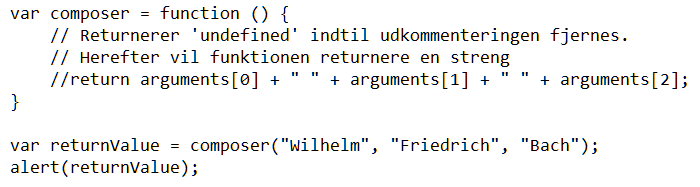 var composer = function () {
    // Returnerer 'undefined' indtil udkommenteringen fjernes.
    // Herefter vil funktionen returnere en streng
    //return arguments[0] + " " + arguments[1] + " " + arguments[2];
}

var returnValue = composer("Wilhelm", "Friedrich", "Bach");
alert(returnValue);